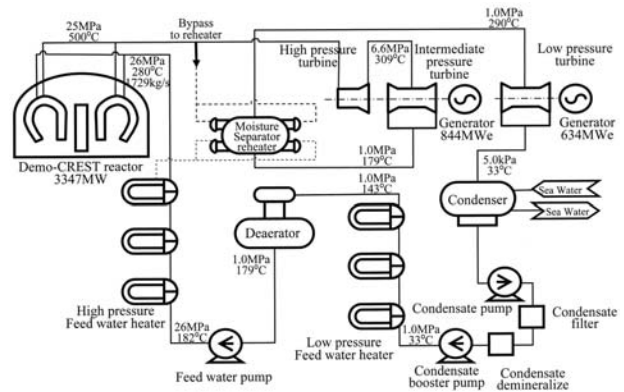 25MPa
500℃
Bypass
to reheater
26MPa
280℃
1729kg/s
High pressure
turbine
6.6MPa
309℃
Intermediate
pressure
turbine
1.0MPa
290℃
Low pressure
turbine
Generator
844MWe
Generator
634MWe
Demo-CREST reactor
3347MW
Moisture
Separator
reheater
1.0MPa
179℃
5.0kPa
33℃
Condenser
Sea Water
Sea Water
1.0MPa
143℃
Deaerator
1.0MPa
179℃
High pressure
Feed water heater
26MPa
182℃
Feed water pump
Low pressure
Feed water heater
1.0MPa
33℃
Condensate pump
Condensate
filter
Condensate
booster pump
Condensate
demineralize